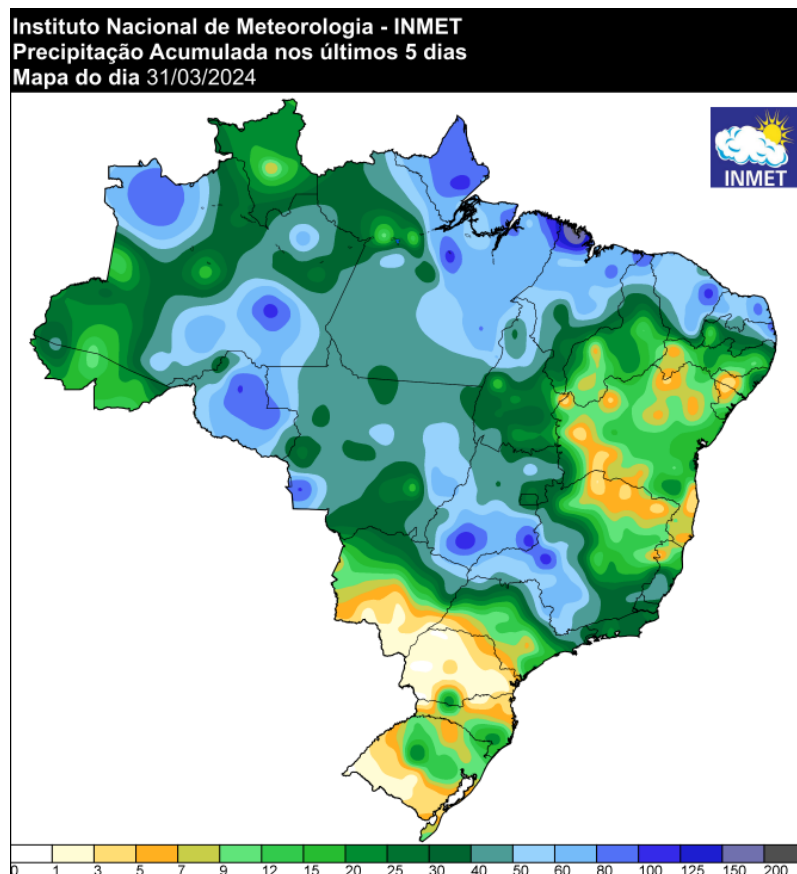 Instituto Nacional de Meteorologia - INMET
Precipitação Acumulada nos últimos 5 dias
Mapa do dia 31/03/2024
INMET
0 1 3 5 7 9 12 15 20 25 30 40 50 60 80 100 125 150 200